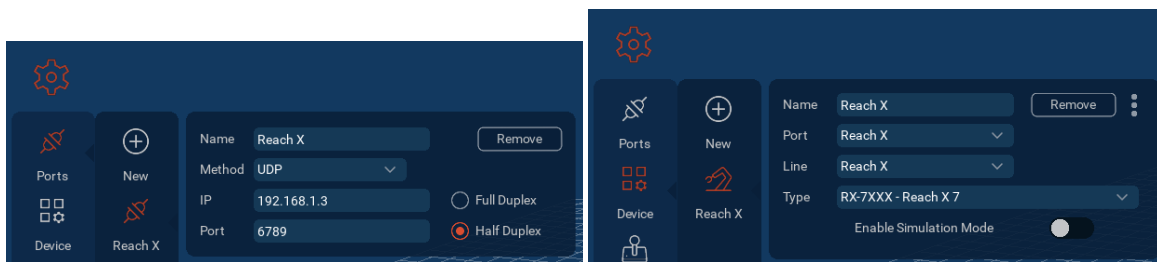 Ports
Device
New
Reach X
Name Reach X Remove
Method UDP
IP 192.168.1.3 Full Duplex
Port 6789 Half Duplex
Ports
Device
New
Reach X
Name Reach X Remove
Port Reach X
Line Reach X
Type RX-7XXX - Reach X 7
Enable Simulation Mode